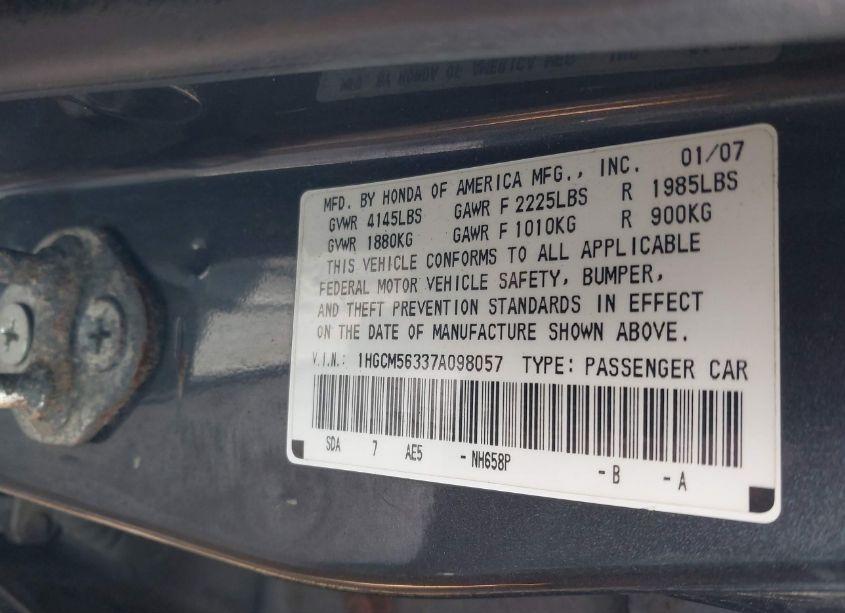 MFD. BY HONDA OF AMERICA MFG., INC. 01/07
GVWR 4145LBS GAWR F 2225LBS R 1985LBS
GVWR 1880KG GAWR F 1010KG R 900KG
THIS VEHICLE CONFORMS TO ALL APPLICABLE
FEDERAL MOTOR VEHICLE SAFETY, BUMPER,
AND THEFT PREVENTION STANDARDS IN EFFECT
ON THE DATE OF MANUFACTURE SHOWN ABOVE.
V.I.N.: 1HGCM56337A098057 TYPE: PASSENGER CAR
SDA 7 AE5 -NH658P -B -A